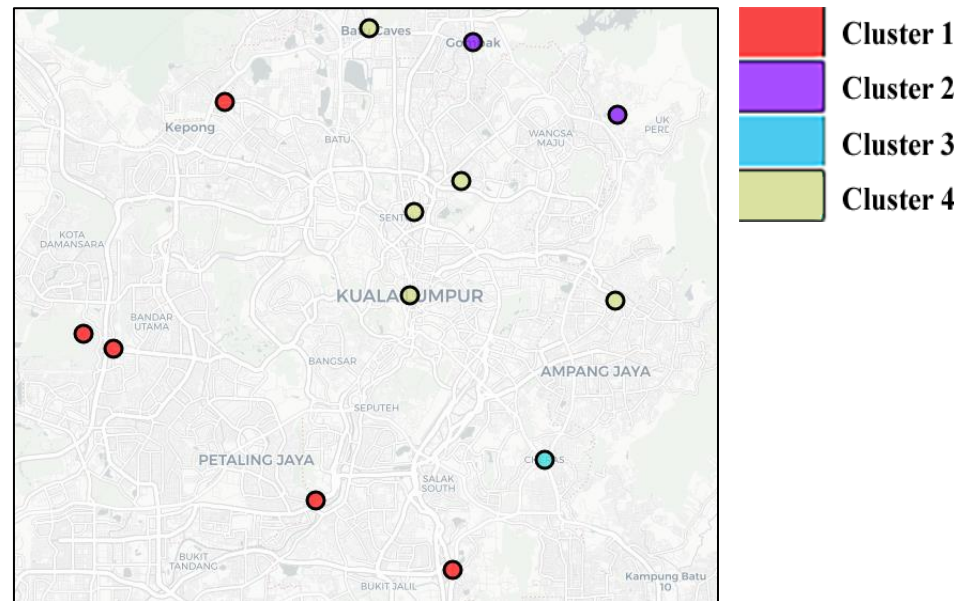 Batu Caves
Gombak
Kepong
BATU
WANGSA
MAJU
UK
PERD
SENT
KOTA
DAMANSARA
KUALA LUMPUR
BANDAR
UTAMA
BANGSAR
AMPANG JAYA
SEPUTEH
PETALING JAYA
CHERAS
SALAK
SOUTH
BUKIT
TANDANG
BUKIT JALIL
Kampung Batu
10
Cluster 1
Cluster 2
Cluster 3
Cluster 4